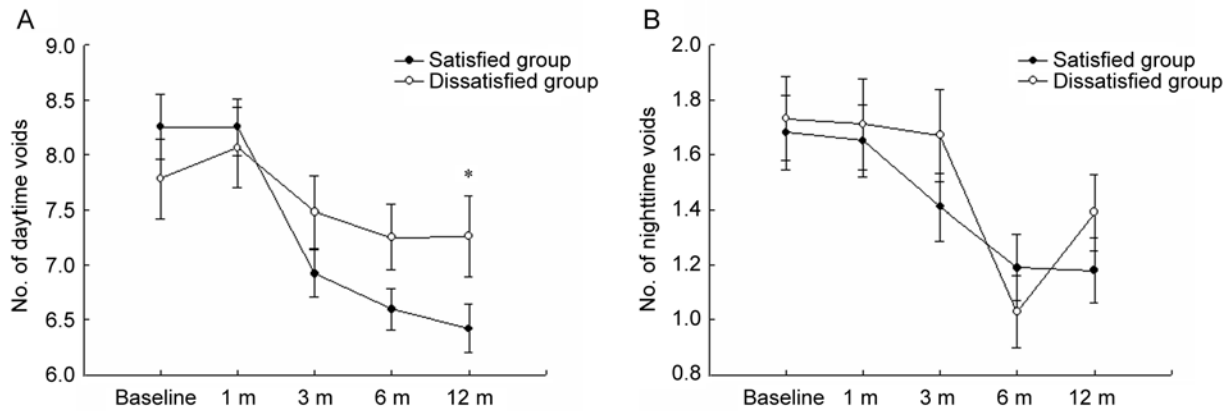 A
No. of daytime voids
9.0
8.5
8.0
7.5
7.0
6.5
6.0
Satisfied group
Dissatisfied group
*
Baseline 1 m 3 m 6 m 12 m
B
No. of nighttime voids
2.0
1.8
1.6
1.4
1.2
1.0
0.8
Satisfied group
Dissatisfied group
Baseline 1 m 3 m 6 m 12 m